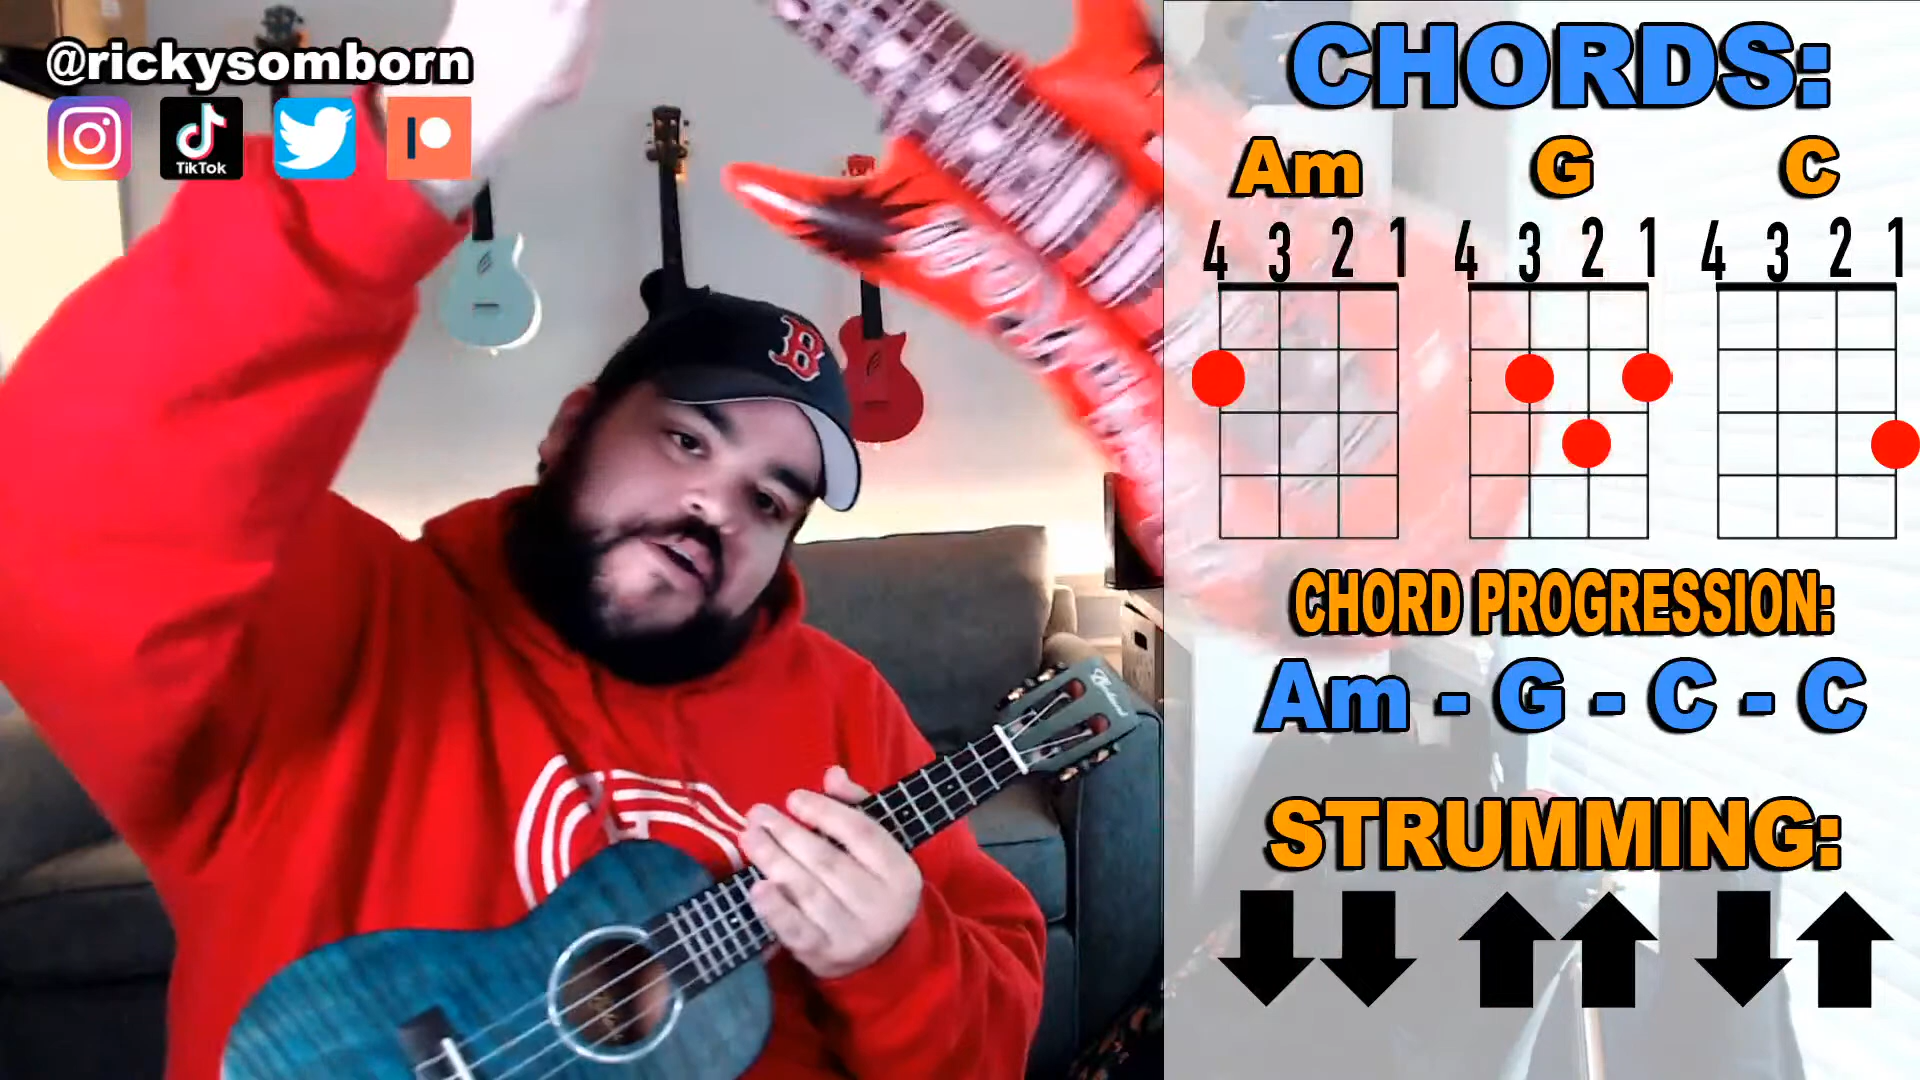 @rickysomborn
TikTok
CHORDS:
Am G C
4 3 2 1 4 3 2 1 4 3 2 1
B
CHORD PROGRESSION:
Am - G - C - C
STRUMMING: